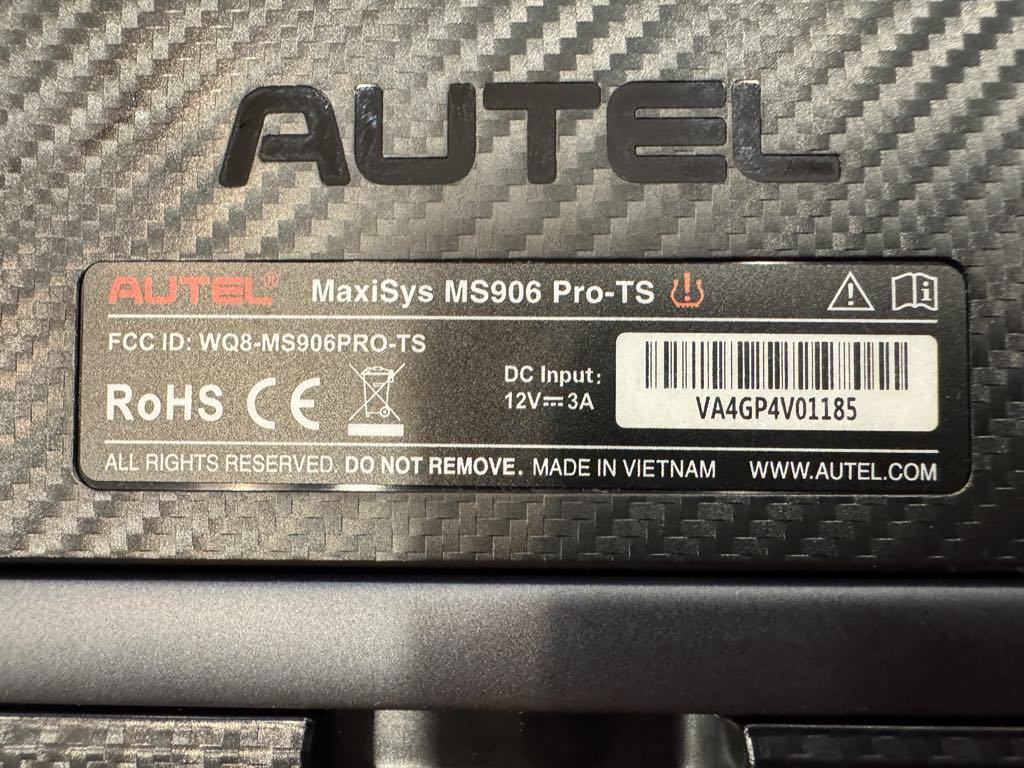 AUTEL
AUTEL® MaxiSys MS906 Pro-TS
FCC ID: WQ8-MS906PRO-TS
RoHS CE
DC Input:
12V⎓3A
VA4GP4V01185
ALL RIGHTS RESERVED. DO NOT REMOVE. MADE IN VIETNAM WWW.AUTEL.COM